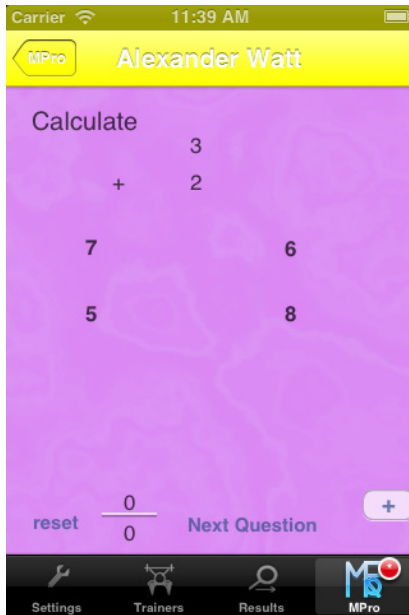 Carrier 11:39 AM
MPro Alexander Watt
Calculate
3
+ 2
7 6
5 8
0
reset Next Question +
0
Settings Trainers Results MPro